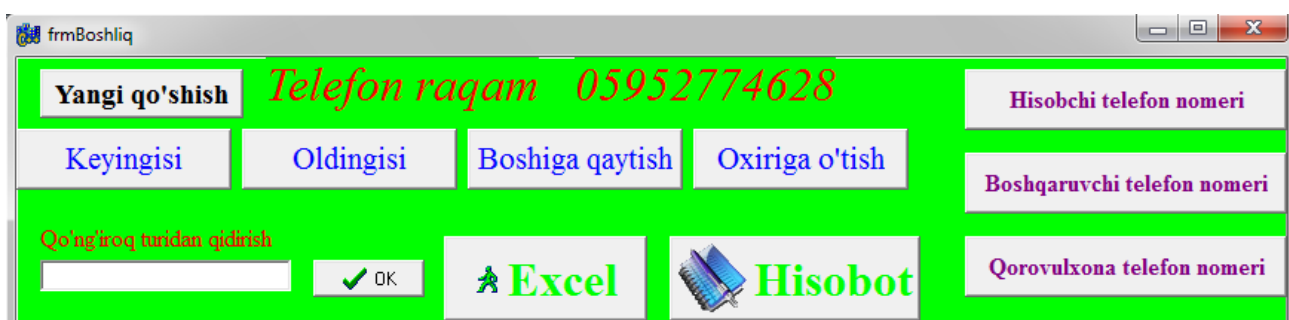 frmBoshliq
Yangi qo'shish
Telefon raqam 05952774628
Hisobchi telefon nomeri
Keyingisi
Oldingisi
Boshiga qaytish
Oxiriga o'tish
Boshqaruvchi telefon nomeri
Qo'ng'iroq turidan qidirish
OK
Excel
Hisobot
Qorovulxona telefon nomeri